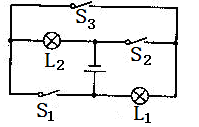 S₃
L₂ S₂
S₁ L₁